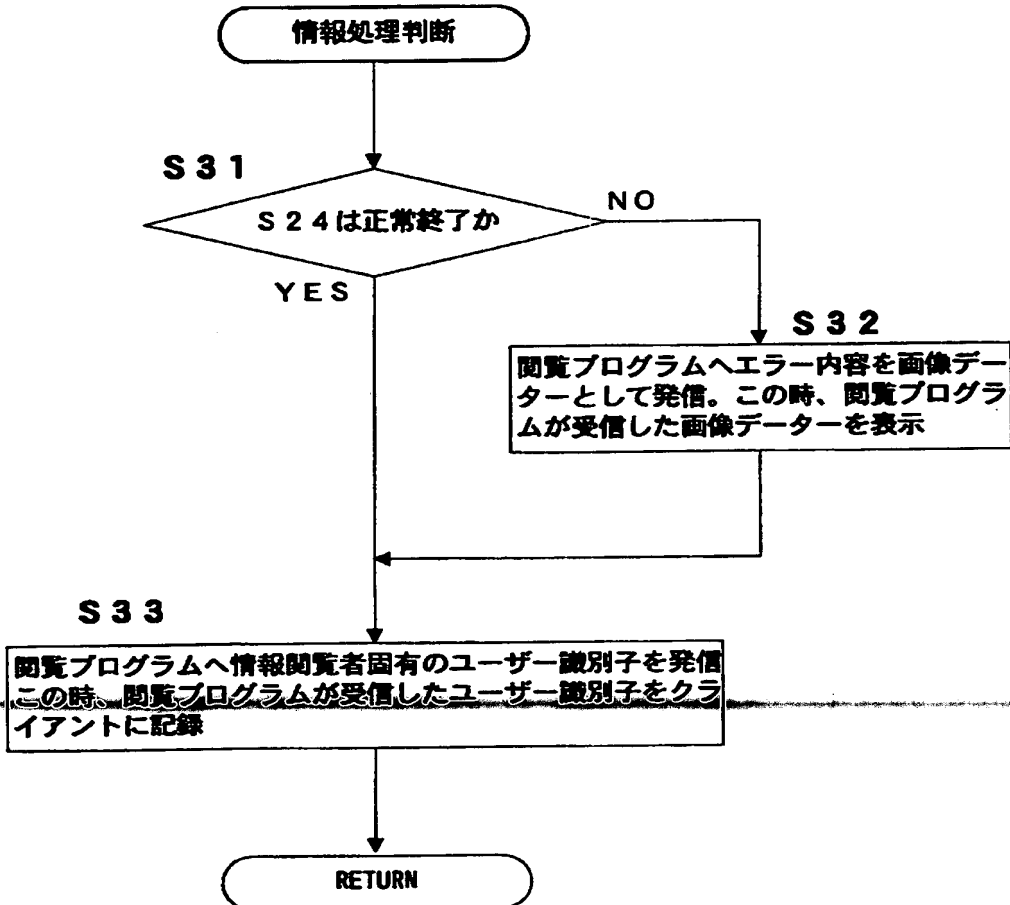 情報処理判断
S31
S24は正常終了か
NO
YES
S32
閲覧プログラムへエラー内容を画像デー
ターとして発信。この時、閲覧プログラ
ムが受信した画像データーを表示
S33
閲覧プログラムへ情報閲覧者固有のユーザー識別子を発信
この時、閲覧プログラムが受信したユーザー識別子をクラ
イアントに記録
RETURN